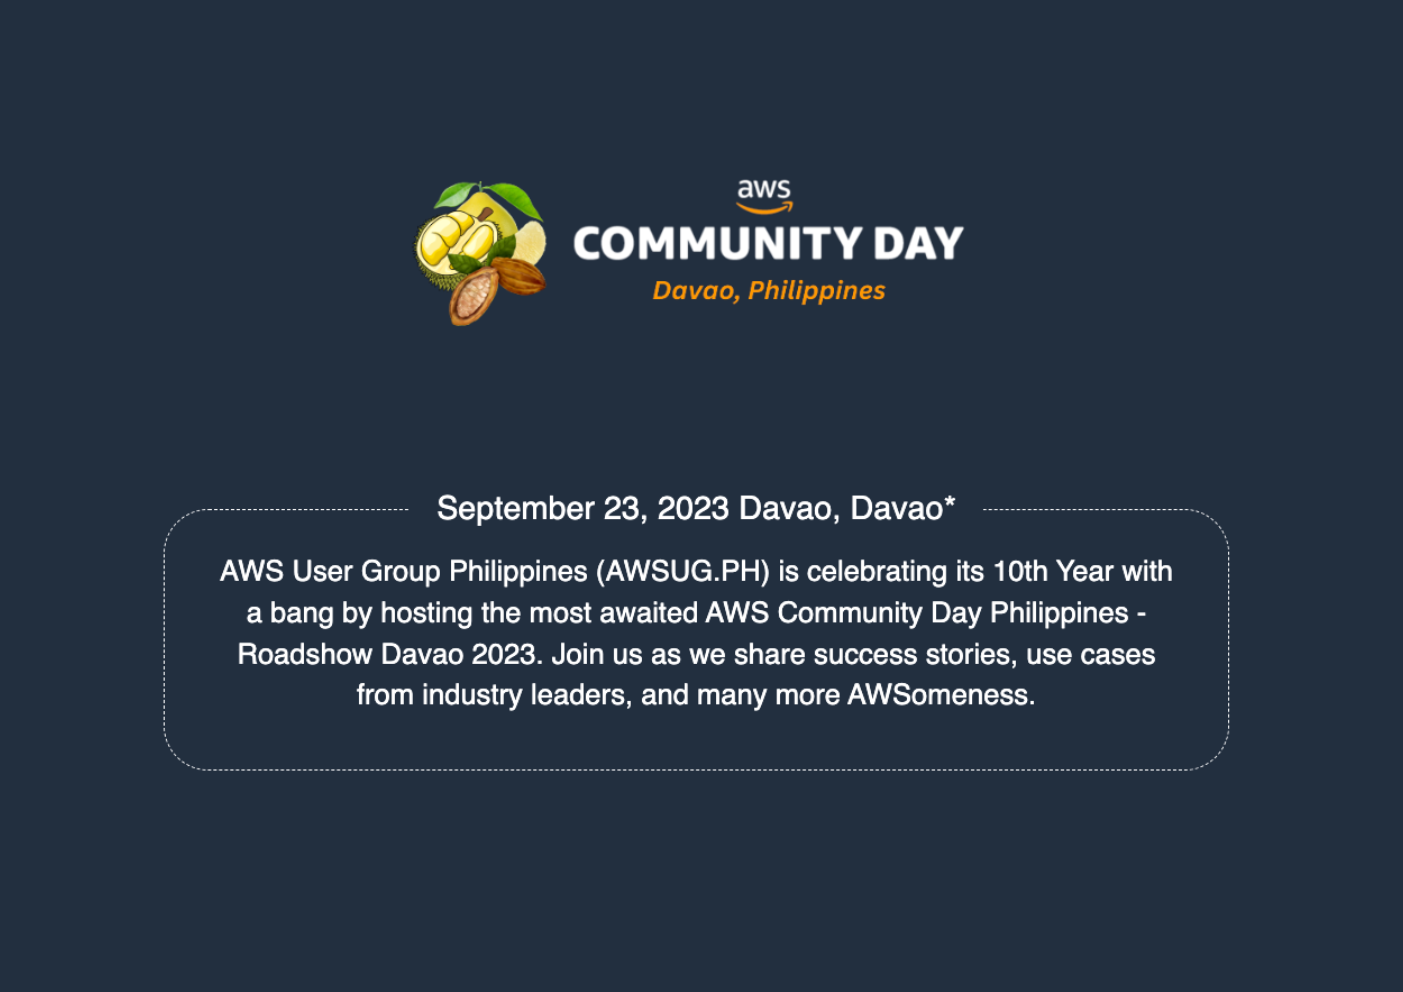 aws
COMMUNITY DAY
Davao, Philippines
September 23, 2023 Davao, Davao*
AWS User Group Philippines (AWSUG.PH) is celebrating its 10th Year with
a bang by hosting the most awaited AWS Community Day Philippines -
Roadshow Davao 2023. Join us as we share success stories, use cases
from industry leaders, and many more AWSomeness.